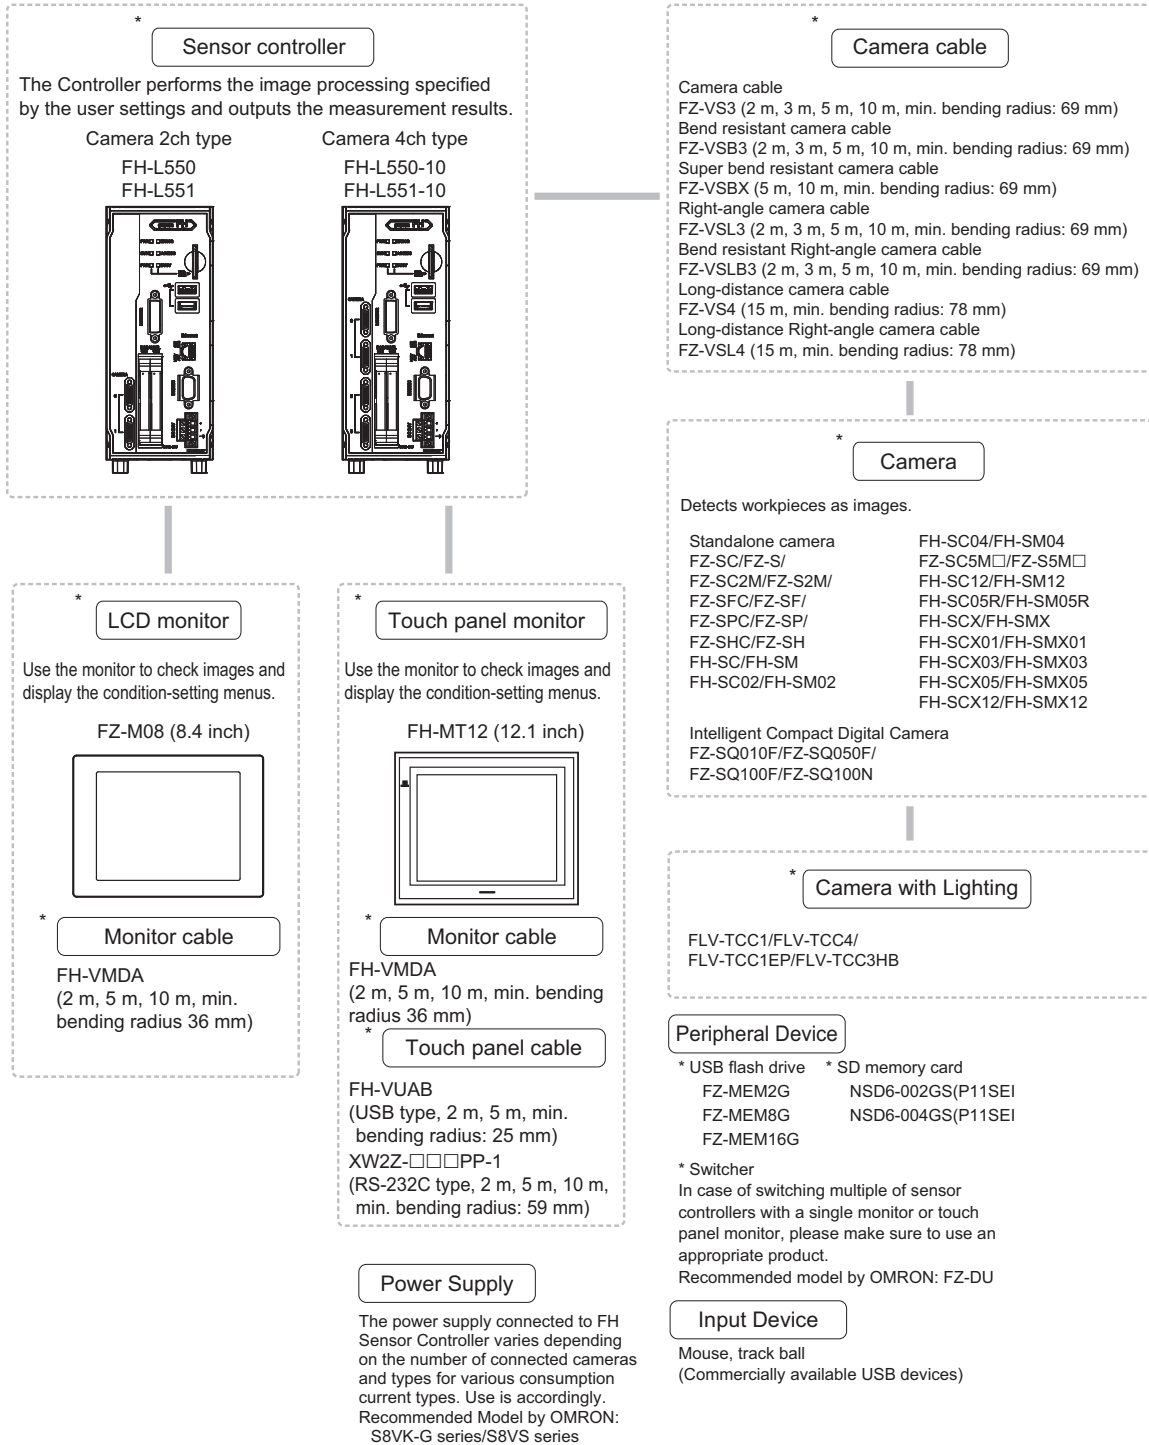 *
Sensor controller
The Controller performs the image processing specified
by the user settings and outputs the measurement results.
Camera 2ch type
FH-L550
FH-L551
Camera 4ch type
FH-L550-10
FH-L551-10
*
Camera cable
Camera cable
FZ-VS3 (2 m, 3 m, 5 m, 10 m, min. bending radius: 69 mm)
Bend resistant camera cable
FZ-VSB3 (2 m, 3 m, 5 m, 10 m, min. bending radius: 69 mm)
Super bend resistant camera cable
FZ-VSBX (5 m, 10 m, min. bending radius: 69 mm)
Right-angle camera cable
FZ-VSL3 (2 m, 3 m, 5 m, 10 m, min. bending radius: 69 mm)
Bend resistant Right-angle camera cable
FZ-VSLB3 (2 m, 3 m, 5 m, 10 m, min. bending radius: 69 mm)
Long-distance camera cable
FZ-VS4 (15 m, min. bending radius: 78 mm)
Long-distance Right-angle camera cable
FZ-VSL4 (15 m, min. bending radius: 78 mm)
*
Camera
Detects workpieces as images.
Standalone camera
FZ-SC/FZ-S/
FZ-SC2M/FZ-S2M/
FZ-SFC/FZ-SF/
FZ-SPC/FZ-SP/
FZ-SHC/FZ-SH
FH-SC/FH-SM
FH-SC02/FH-SM02
FH-SC04/FH-SM04
FZ-SC5M□/FZ-S5M□
FH-SC12/FH-SM12
FH-SC05R/FH-SM05R
FH-SCX/FH-SMX
FH-SCX01/FH-SMX01
FH-SCX03/FH-SMX03
FH-SCX05/FH-SMX05
FH-SCX12/FH-SMX12
Intelligent Compact Digital Camera
FZ-SQ010F/FZ-SQ050F/
FZ-SQ100F/FZ-SQ100N
*
LCD monitor
Use the monitor to check images and
display the condition-setting menus.
FZ-M08 (8.4 inch)
*
Monitor cable
FH-VMDA
(2 m, 5 m, 10 m, min.
bending radius 36 mm)
*
Touch panel monitor
Use the monitor to check images and
display the condition-setting menus.
FH-MT12 (12.1 inch)
*
Monitor cable
FH-VMDA
(2 m, 5 m, 10 m, min. bending
radius 36 mm)
*
Touch panel cable
FH-VUAB
(USB type, 2 m, 5 m, min.
bending radius: 25 mm)
XW2Z-□□□PP-1
(RS-232C type, 2 m, 5 m, 10 m,
min. bending radius: 59 mm)
*
Camera with Lighting
FLV-TCC1/FLV-TCC4/
FLV-TCC1EP/FLV-TCC3HB
Peripheral Device
* USB flash drive
FZ-MEM2G
FZ-MEM8G
FZ-MEM16G
* SD memory card
NSD6-002GS(P11SEI
NSD6-004GS(P11SEI
* Switcher
In case of switching multiple of sensor
controllers with a single monitor or touch
panel monitor, please make sure to use an
appropriate product.
Recommended model by OMRON: FZ-DU
Power Supply
The power supply connected to FH
Sensor Controller varies depending
on the number of connected cameras
and types for various consumption
current types. Use is accordingly.
Recommended Model by OMRON:
S8VK-G series/S8VS series
Input Device
Mouse, track ball
(Commercially available USB devices)